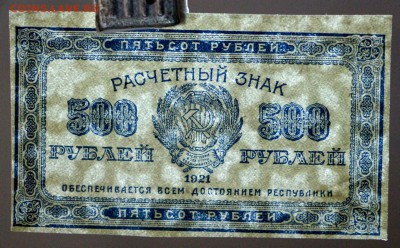 ПЯТЬСОТ РУБЛЕЙ
РАСЧЕТНЫЙ ЗНАК
500 500
РУБЛЕЙ РУБЛЕЙ
1921
ОБЕСПЕЧИВАЕТСЯ ВСЕМ ДОСТОЯНИЕМ РЕСПУБЛИКИ
ПЯТЬСОТ РУБЛЕЙ